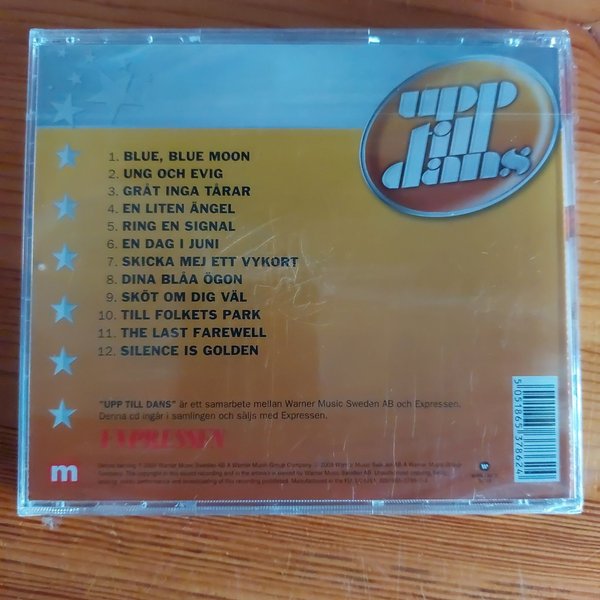 upp
till
dans
1. BLUE, BLUE MOON
2. UNG OCH EVIG
3. GRÅT INGA TÅRAR
4. EN LITEN ÄNGEL
5. RING EN SIGNAL
6. EN DAG I JUNI
7. SKICKA MEJ ETT VYKORT
8. DINA BLÅA ÖGON
9. SKÖT OM DIG VÄL
10. TILL FOLKETS PARK
11. THE LAST FAREWELL
12. SILENCE IS GOLDEN
"UPP TILL DANS" är ett samarbete mellan Warner Music Sweden AB och Expressen.
Denna cd ingår i samlingen och säljs med Expressen.
EXPRESSEN
m
5 051865 378624